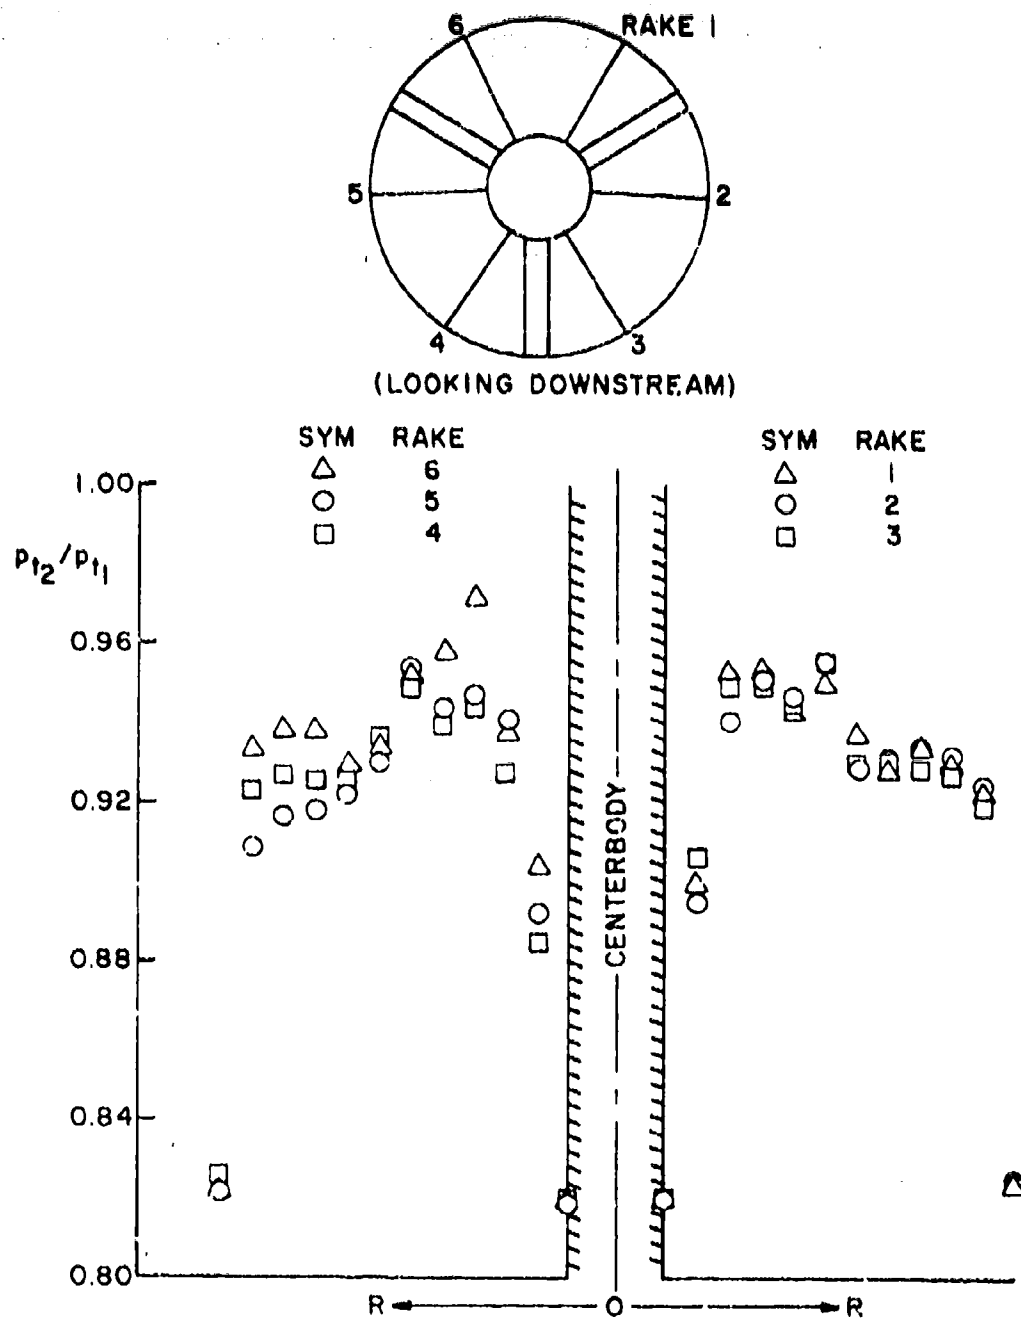 6 RAKE 1
5 2
4 3
(LOOKING DOWNSTREAM)
SYM RAKE SYM RAKE
△ 6 △ 1
○ 5 ○ 2
□ 4 □ 3
1.00
pt2/pt1
0.96
0.92
0.88
0.84
0.80
CENTERBODY
R 0 R